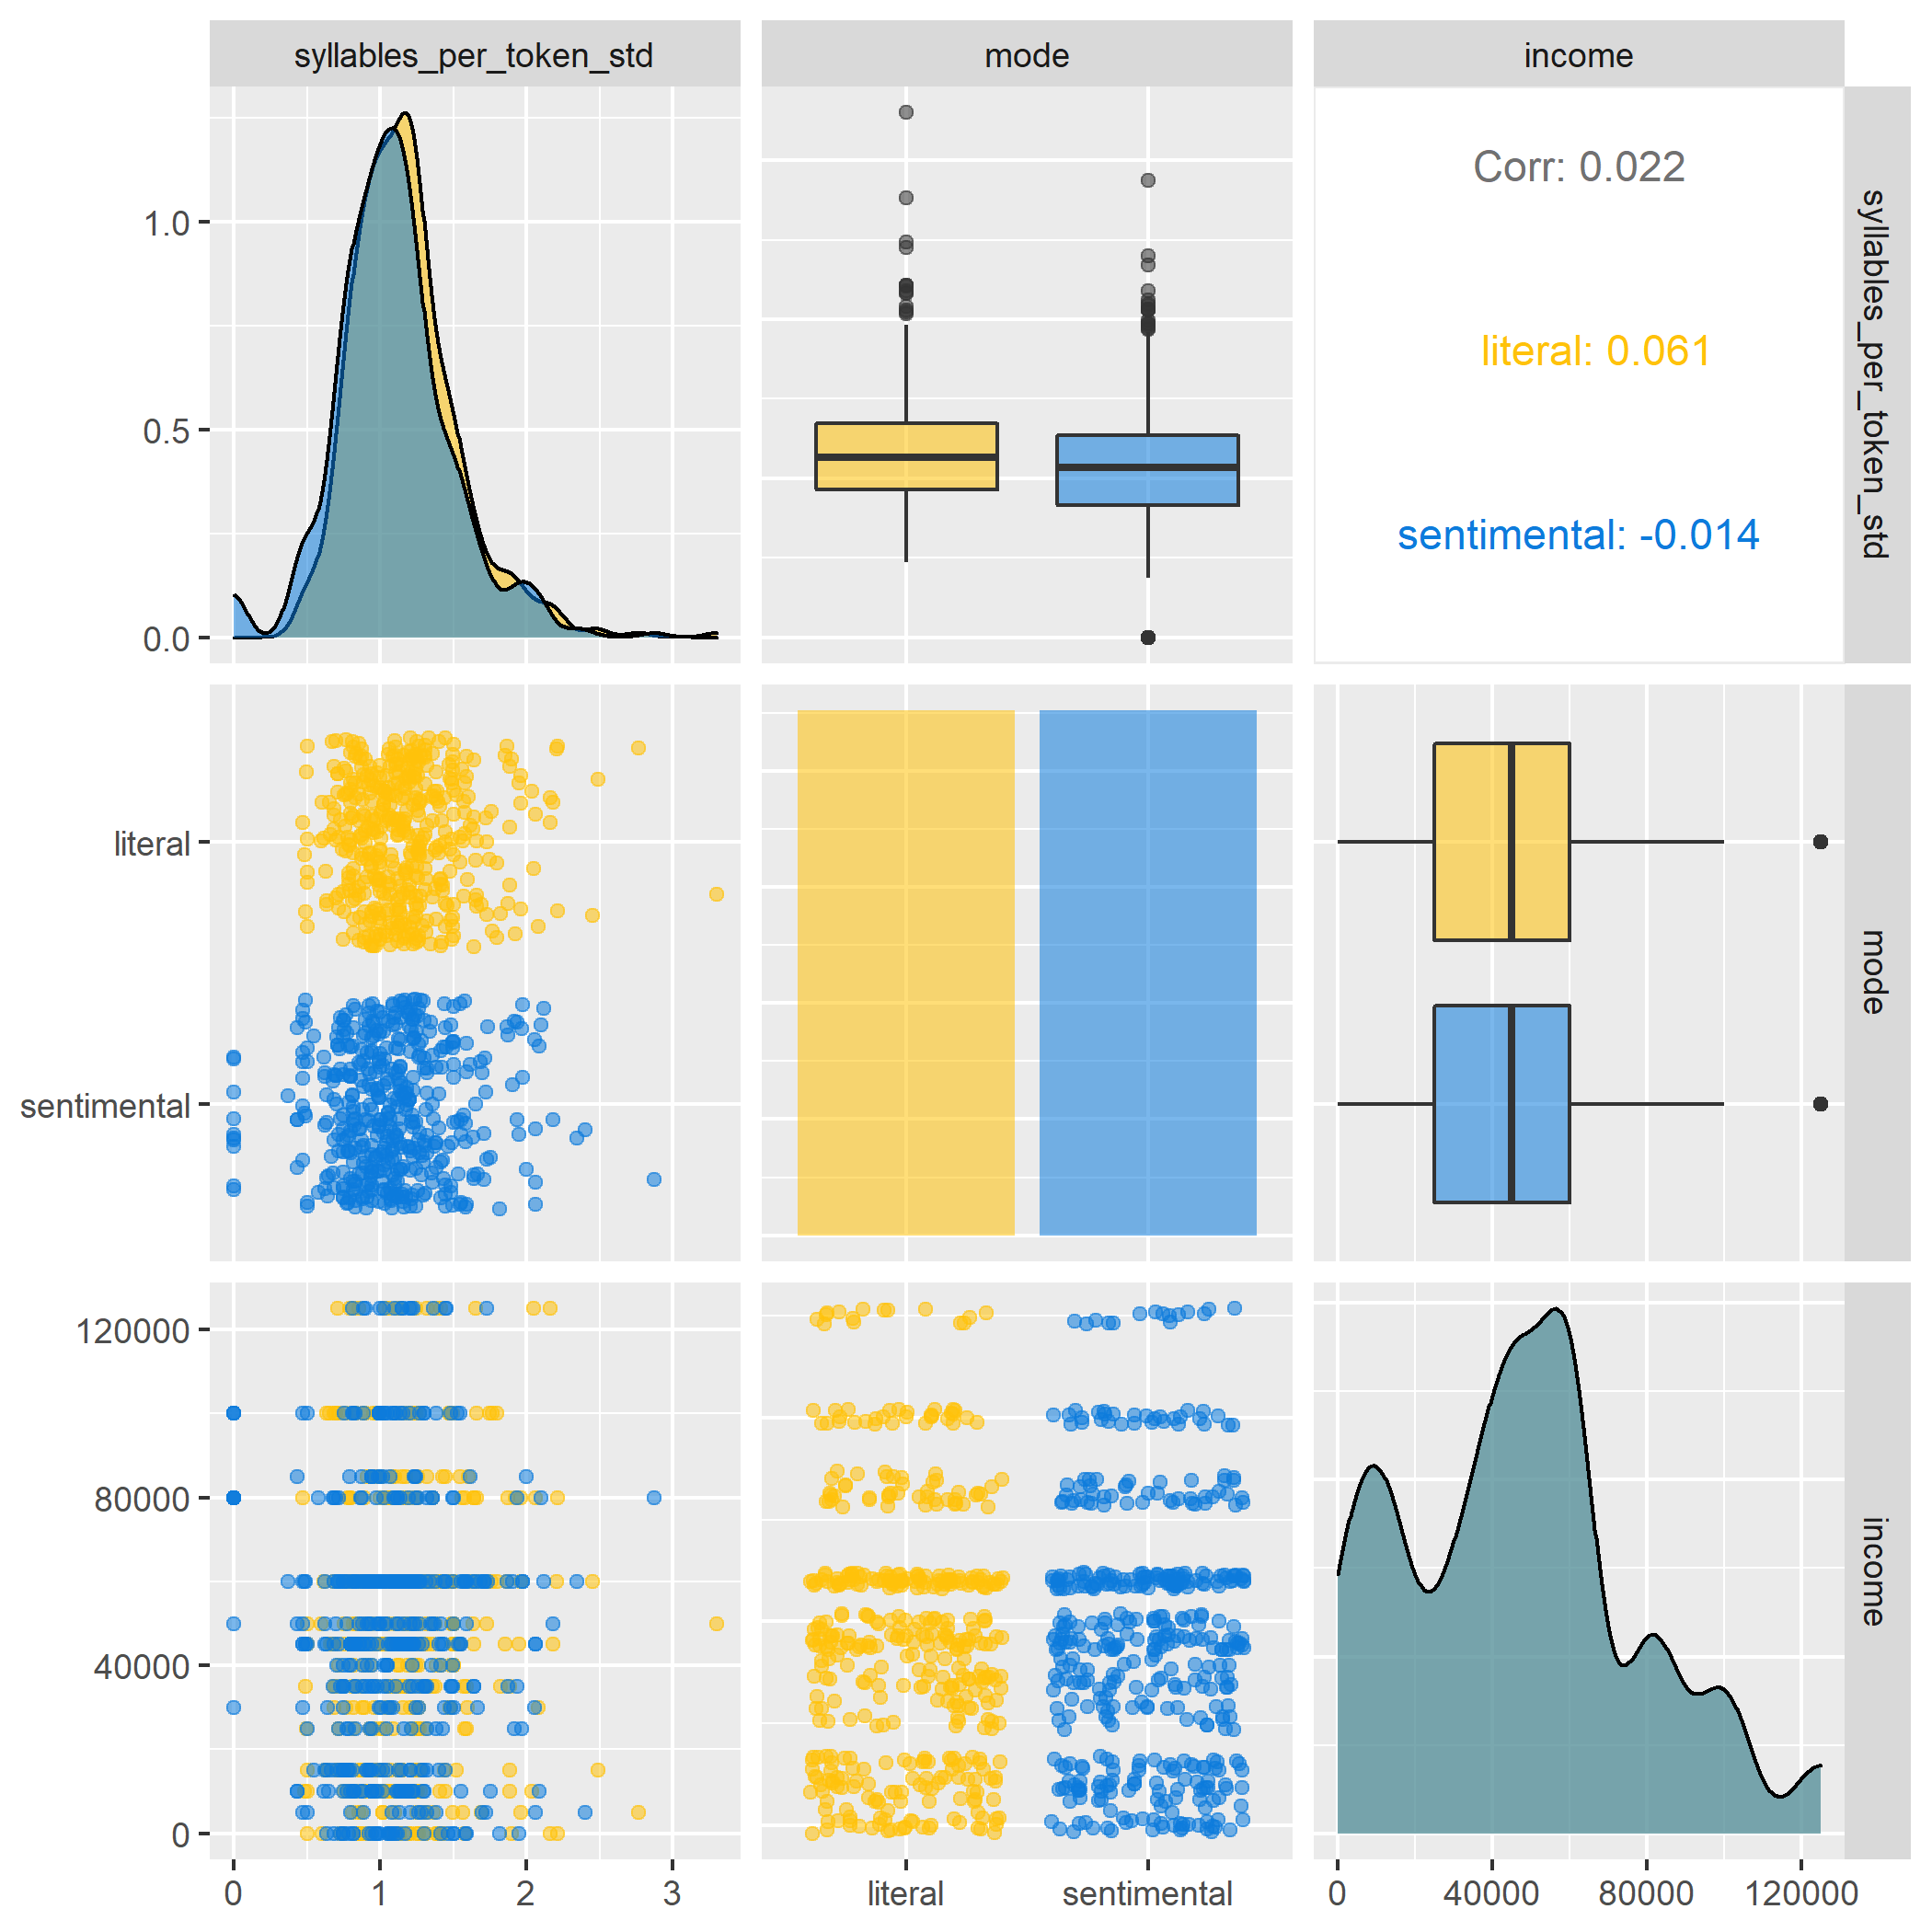 syllables_per_token_std
mode
income
1.0
0.5
0.0
Corr: 0.022
literal: 0.061
sentimental: -0.014
syllables_per_token_std
literal
sentimental
mode
120000
80000
40000
0
income
0 1 2 3
literal sentimental
0 40000 80000 120000